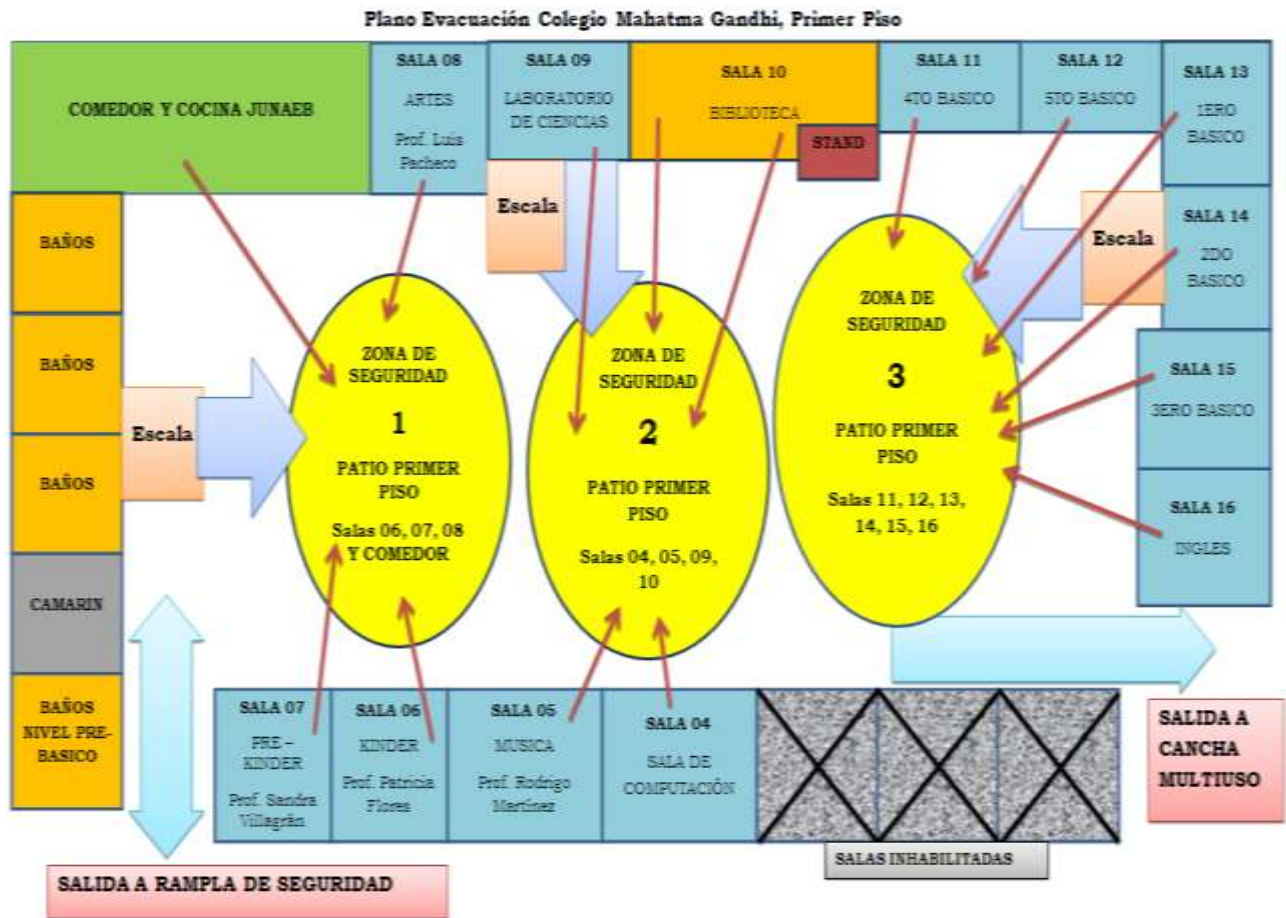 Plano Evacuación Colegio Mahatma Gandhi, Primer Piso
COMEDOR Y COCINA JUNAEB
SALA 08
ARTES
Prof. Luis
Pacheco
SALA 09
LABORATORIO
DE CIENCIAS
SALA 10
BIBLIOTECA
STAND
SALA 11
4TO BASICO
SALA 12
5TO BASICO
SALA 13
1ERO
BASICO
SALA 14
2DO
BASICO
SALA 15
3ERO BASICO
SALA 16
INGLES
Escala
Escala
Escala
BAÑOS
BAÑOS
BAÑOS
CAMARIN
BAÑOS
NIVEL PRE-
BASICO
ZONA DE
SEGURIDAD
1
PATIO PRIMER
PISO
Salas 06, 07, 08
Y COMEDOR
ZONA DE
SEGURIDAD
2
PATIO PRIMER
PISO
Salas 04, 05, 09,
10
ZONA DE
SEGURIDAD
3
PATIO PRIMER
PISO
Salas 11, 12, 13,
14, 15, 16
SALA 07
PRE –
KINDER
Prof. Sandra
Villagrán
SALA 06
KINDER
Prof. Patricia
Flores
SALA 05
MUSICA
Prof. Rodrigo
Martínez
SALA 04
SALA DE
COMPUTACIÓN
SALAS INHABILITADAS
SALIDA A
CANCHA
MULTIUSO
SALIDA A RAMPLA DE SEGURIDAD